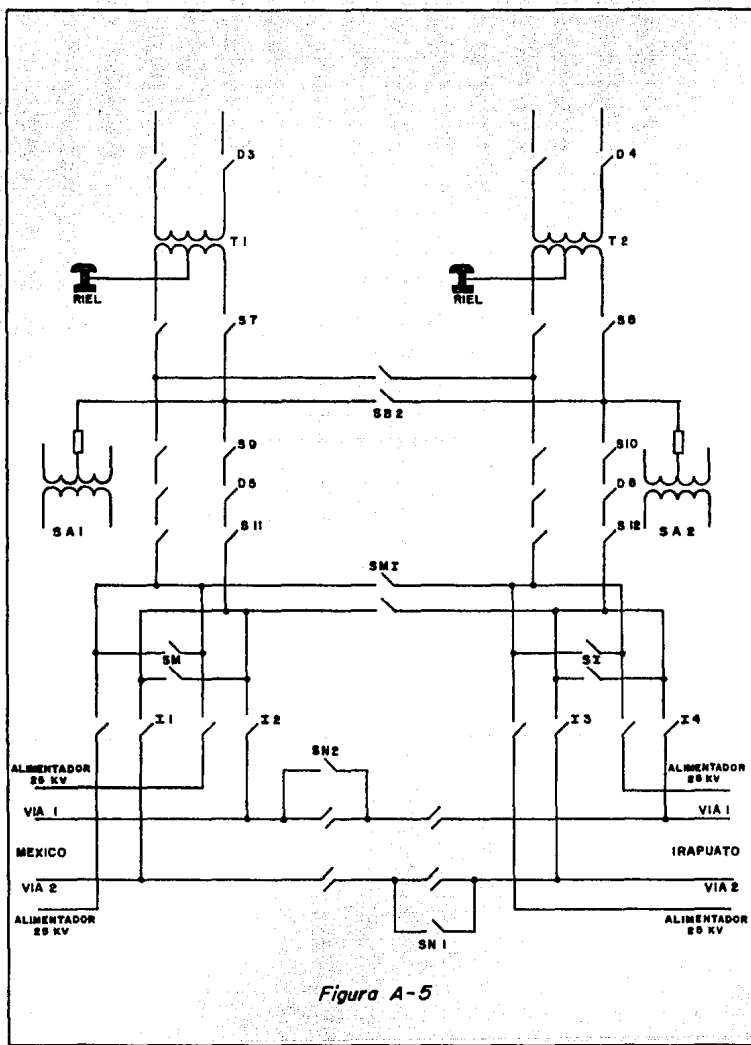 D3
D4
T1
T2
RIEL
RIEL
S7
S8
SB2
S9
S10
D5
D6
S11
S12
SA1
SA2
SMI
SM
SI
I1
I2
I3
I4
SN2
ALIMENTADOR
25 KV
ALIMENTADOR
25 KV
VIA 1
VIA 1
MEXICO
IRAPUATO
VIA 2
VIA 2
ALIMENTADOR
25 KV
ALIMENTADOR
25 KV
SN1
Figura A-5